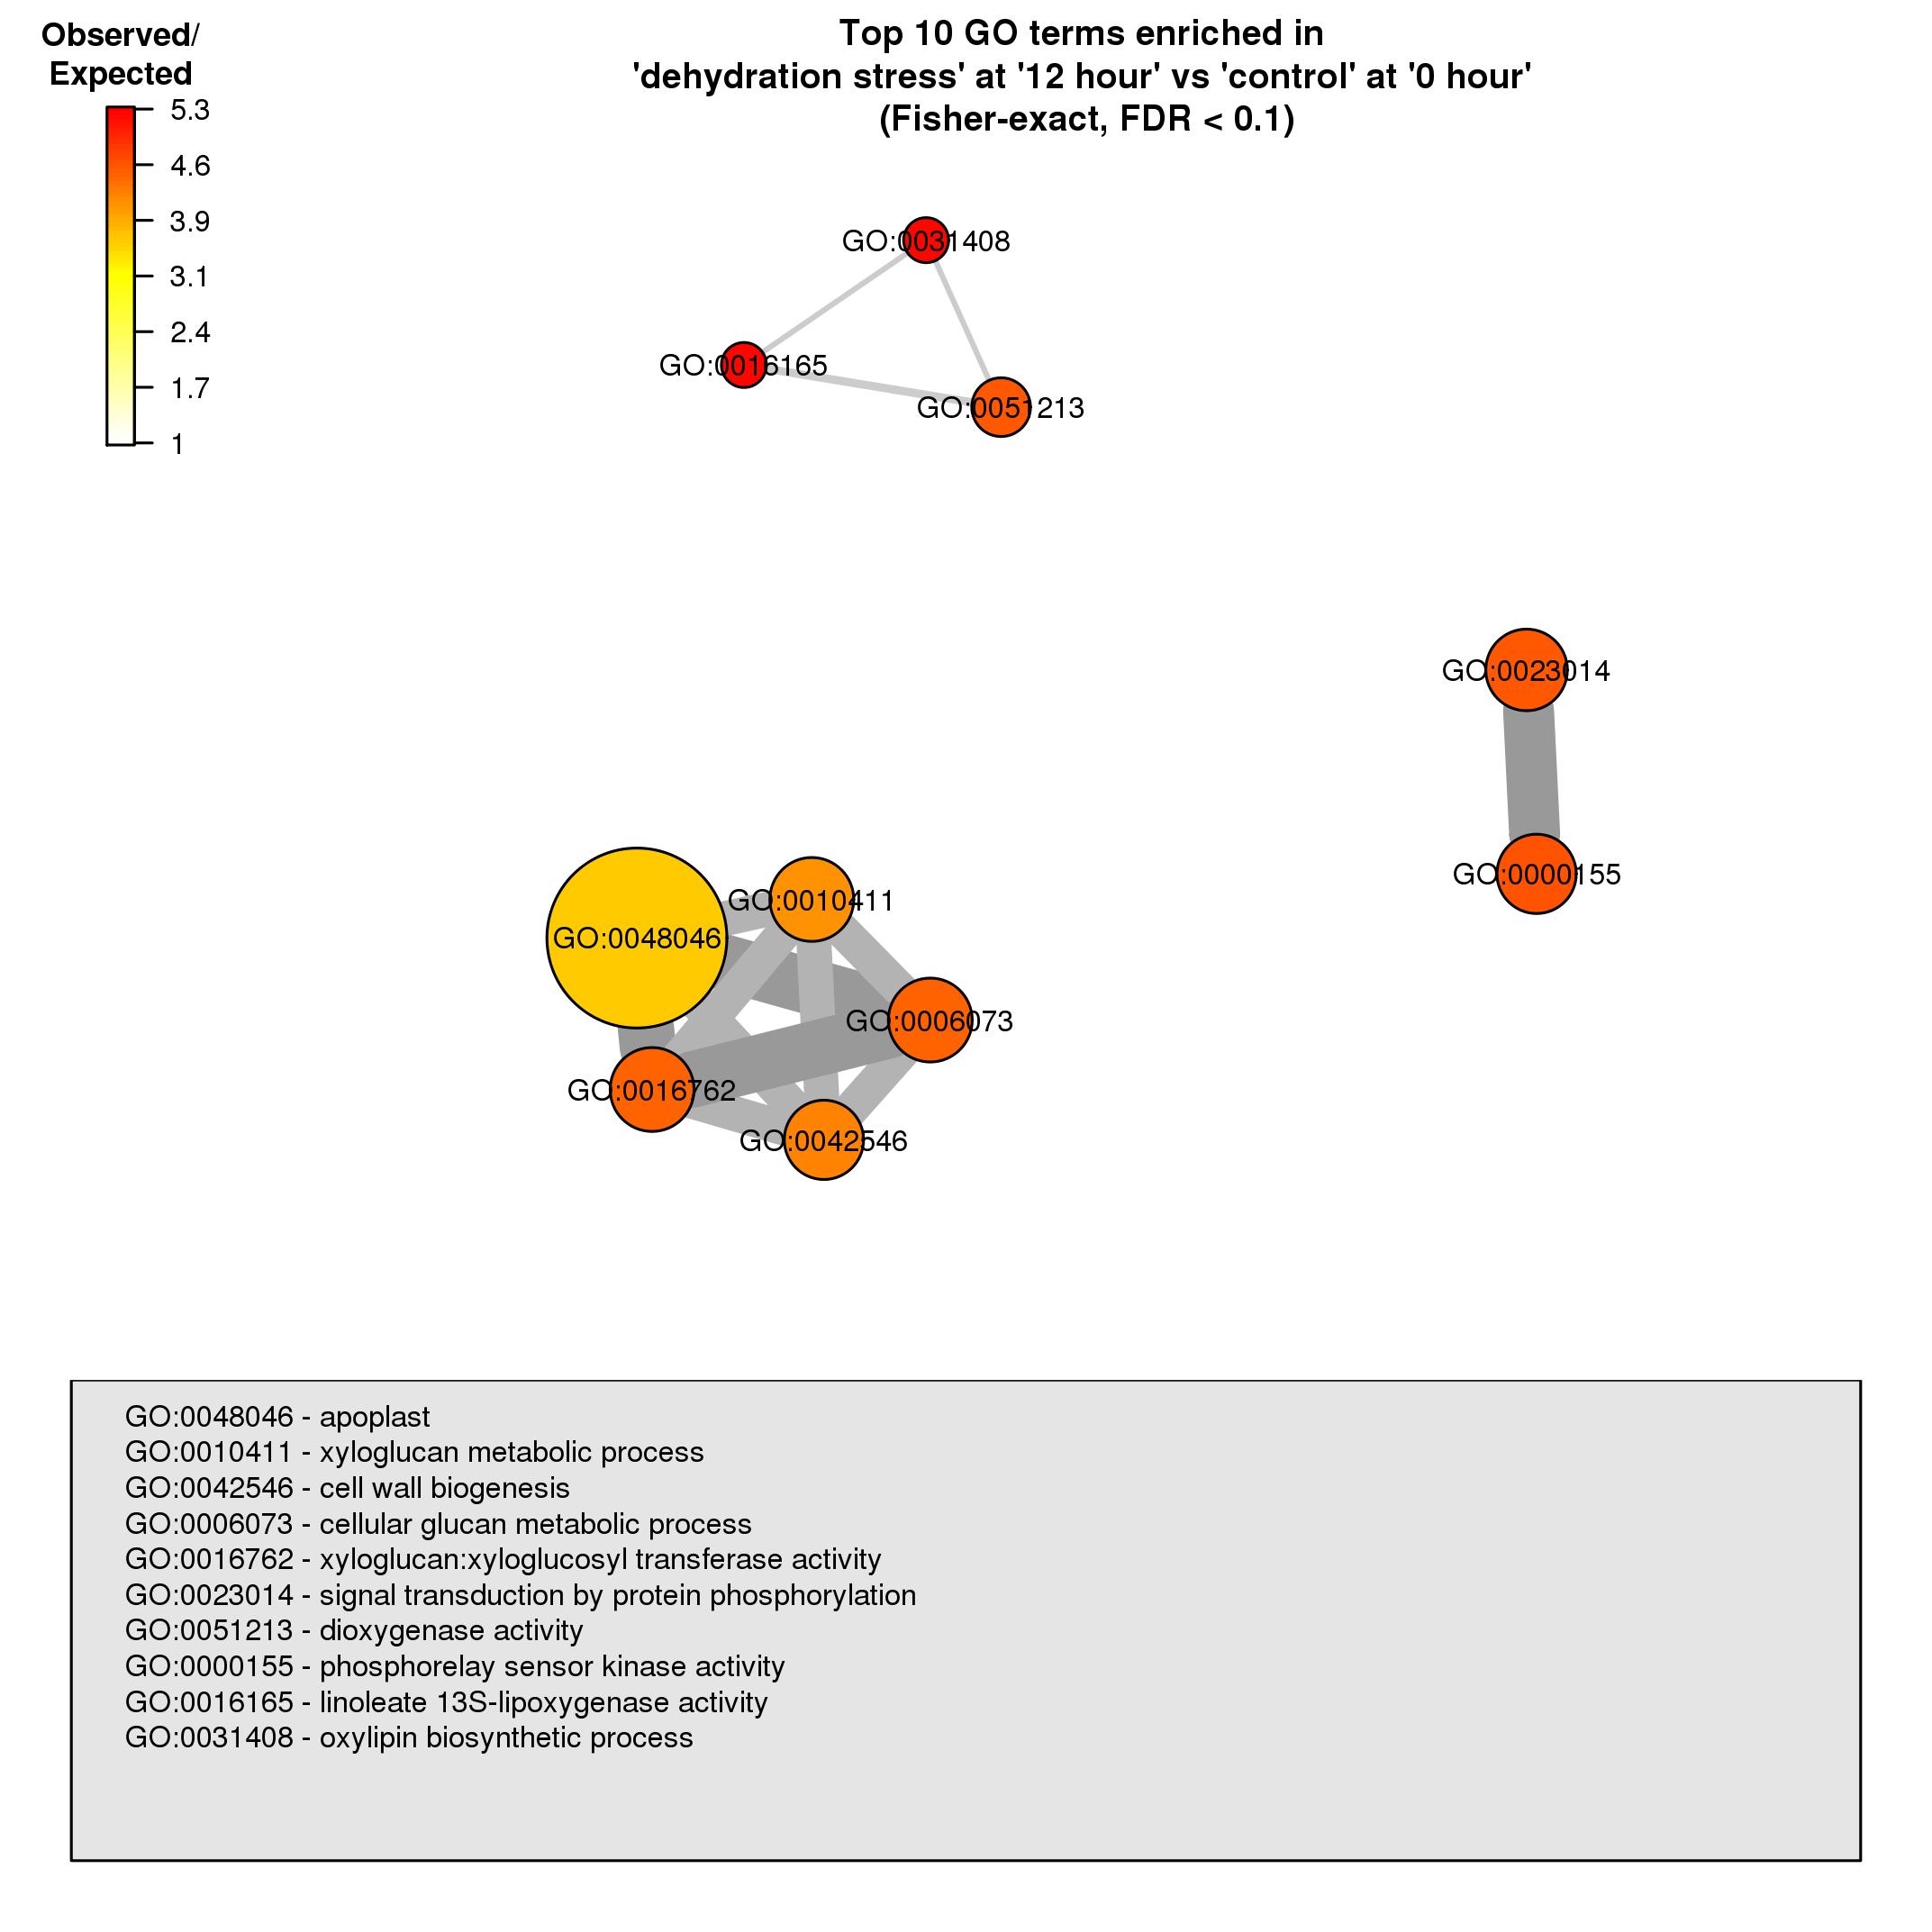 Observed/
Expected
Top 10 GO terms enriched in
'dehydration stress' at '12 hour' vs 'control' at '0 hour'
(Fisher-exact, FDR < 0.1)
5.3
4.6
3.9
3.1
2.4
1.7
1
GO:0031408
GO:0016165
GO:0051213
GO:0023014
GO:0000155
GO:0010411
GO:0048046
GO:0006073
GO:0016762
GO:0042546
GO:0048046 - apoplast
GO:0010411 - xyloglucan metabolic process
GO:0042546 - cell wall biogenesis
GO:0006073 - cellular glucan metabolic process
GO:0016762 - xyloglucan:xyloglucosyl transferase activity
GO:0023014 - signal transduction by protein phosphorylation
GO:0051213 - dioxygenase activity
GO:0000155 - phosphorelay sensor kinase activity
GO:0016165 - linoleate 13S-lipoxygenase activity
GO:0031408 - oxylipin biosynthetic process